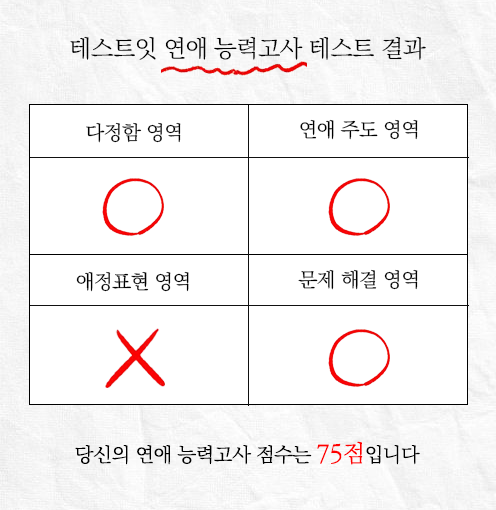 테스트잇 연애 능력고사 테스트 결과
다정함 영역
연애 주도 영역
애정표현 영역
문제 해결 영역
당신의 연애 능력고사 점수는 75점입니다